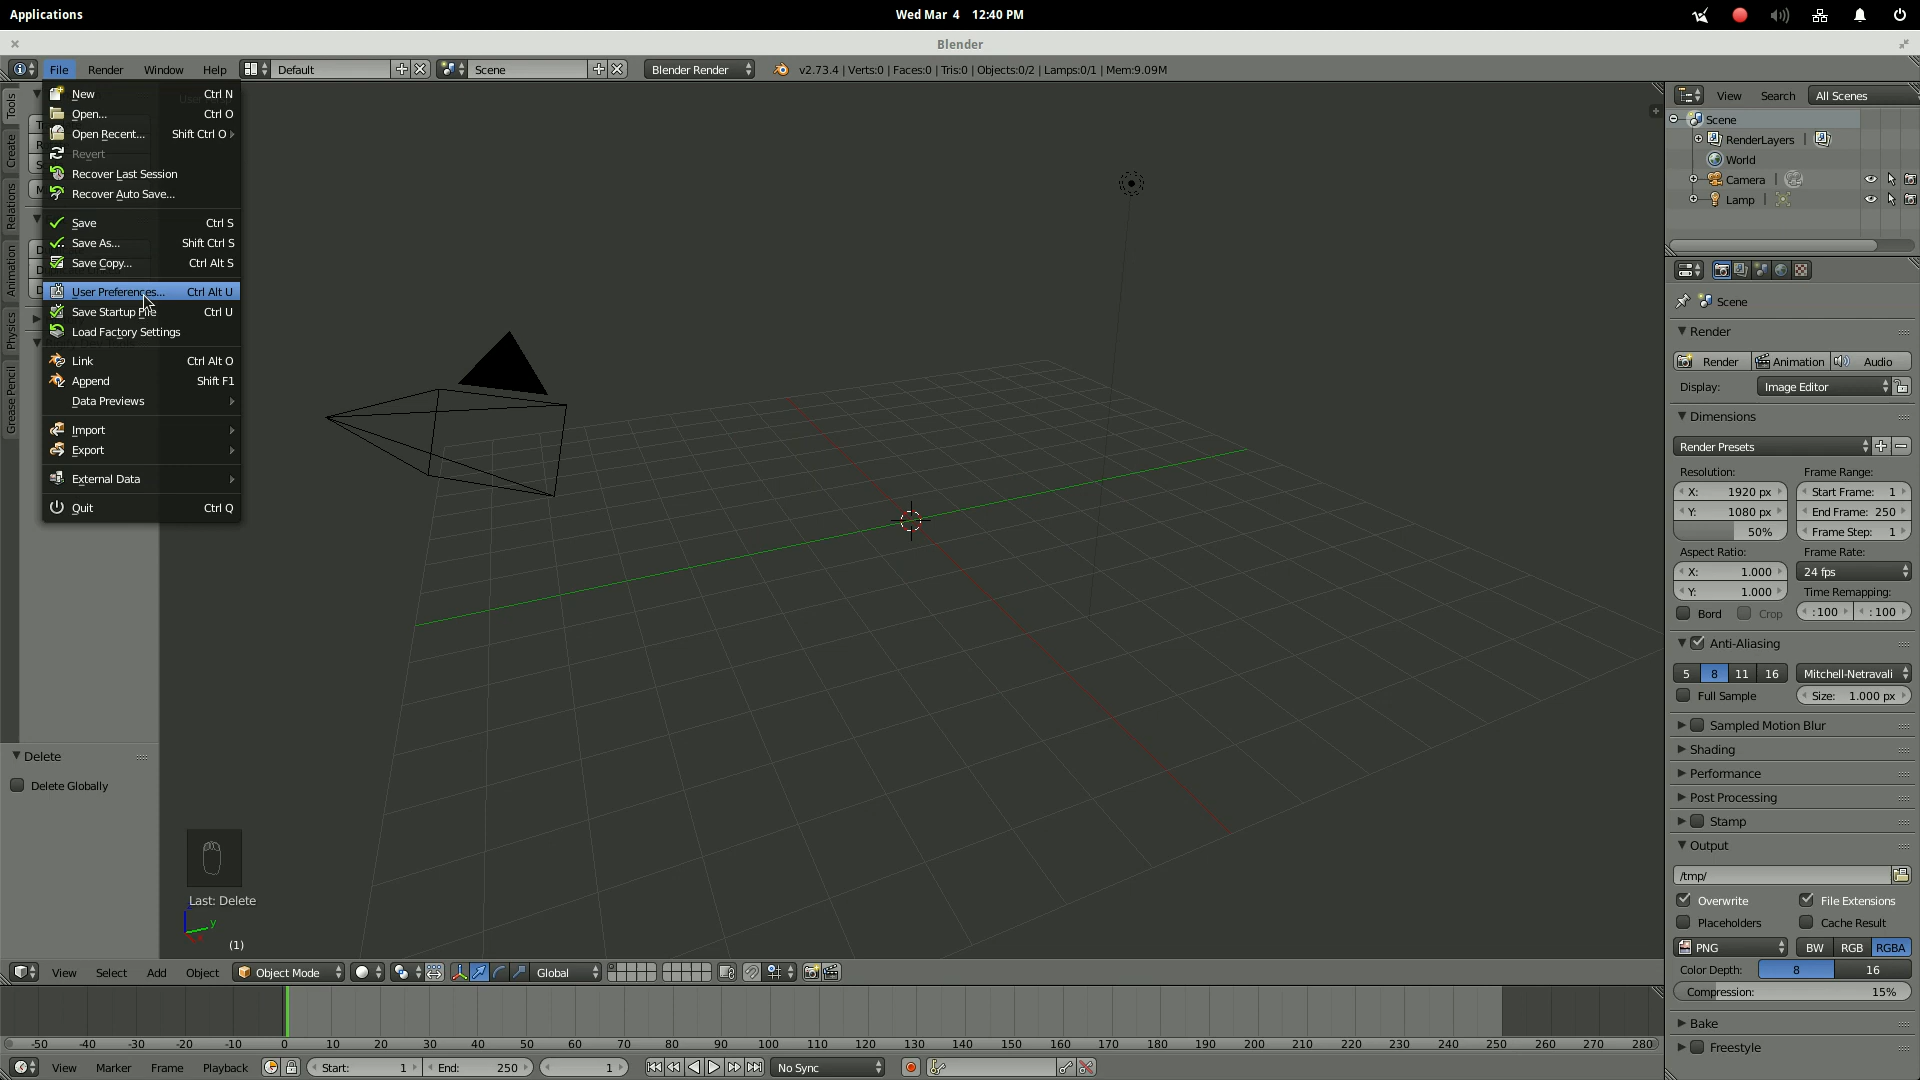 Applications
Wed Mar 4 12:40 PM
Blender
File Render Window Help Default Scene Blender Render v2.73.4 | Verts:0 | Faces:0 | Tris:0 | Objects:0/2 | Lamps:0/1 | Mem:9.09M
New Ctrl N
Open... Ctrl O
Open Recent... Shift Ctrl O
Revert
Recover Last Session
Recover Auto Save...
Save Ctrl S
Save As... Shift Ctrl S
Save Copy... Ctrl Alt S
User Preferences... Ctrl Alt U
Save Startup File Ctrl U
Load Factory Settings
Link Ctrl Alt O
Append Shift F1
Data Previews
Import
Export
External Data
Quit Ctrl Q
Tools
Create
Relations
Animation
Physics
Grease Pencil
Delete
Delete Globally
Last: Delete
y
(1)
View Select Add Object Object Mode Global
-50 -40 -30 -20 -10 0 10 20 30 40 50 60 70 80 90 100 110 120 130 140 150 160 170 180 190 200 210 220 230 240 250 260 270 280
View Marker Frame Playback Start: 1 End: 250 1 No Sync
View Search All Scenes
Scene
RenderLayers |
World
Camera |
Lamp |
Scene
Render
Render Animation Audio
Display: Image Editor
Dimensions
Render Presets
Resolution: Frame Range:
X: 1920 px Start Frame: 1
Y: 1080 px End Frame: 250
50% Frame Step: 1
Aspect Ratio: Frame Rate:
X: 1.000 24 fps
Y: 1.000 Time Remapping:
Bord Crop :100 :100
Anti-Aliasing
5 8 11 16 Mitchell-Netravali
Full Sample Size: 1.000 px
Sampled Motion Blur
Shading
Performance
Post Processing
Stamp
Output
/tmp/
Overwrite File Extensions
Placeholders Cache Result
PNG BW RGB RGBA
Color Depth: 8 16
Compression: 15%
Bake
Freestyle